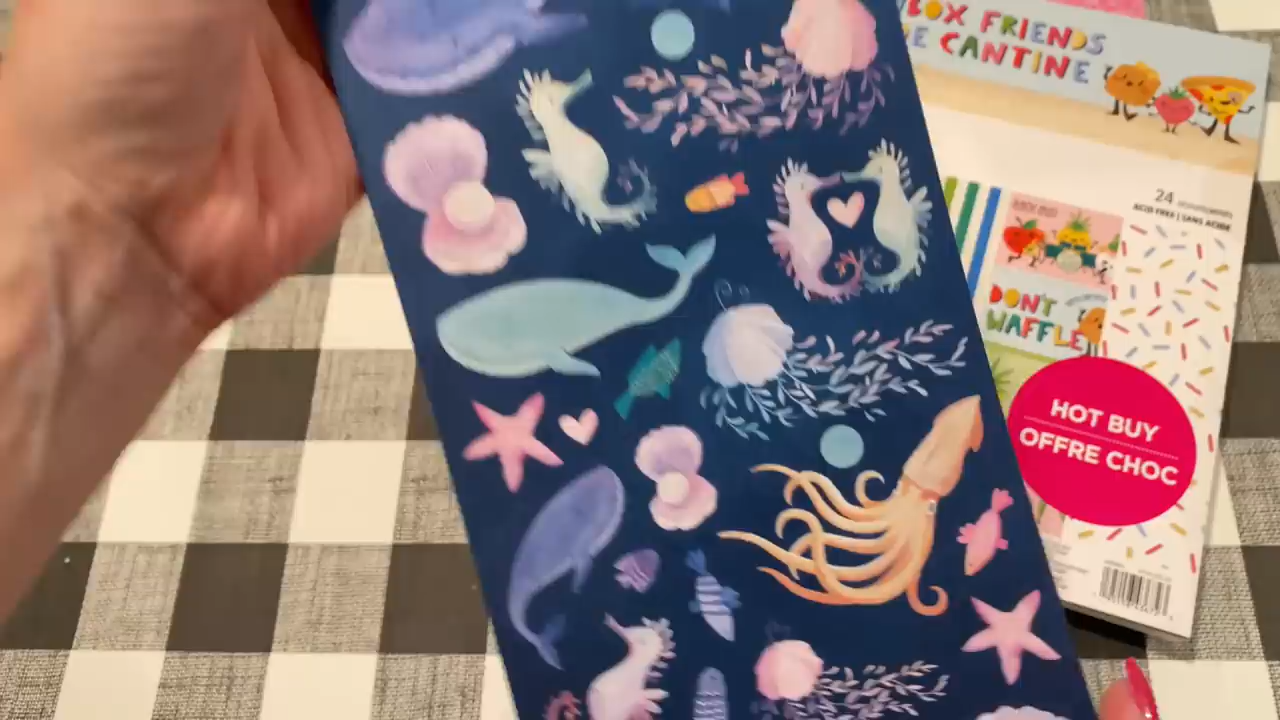 BOX FRIENDS
CANTINE
24
ACID FREE | SANS ACIDE
DON'T
WAFFLE
HOT BUY
OFFRE CHOC